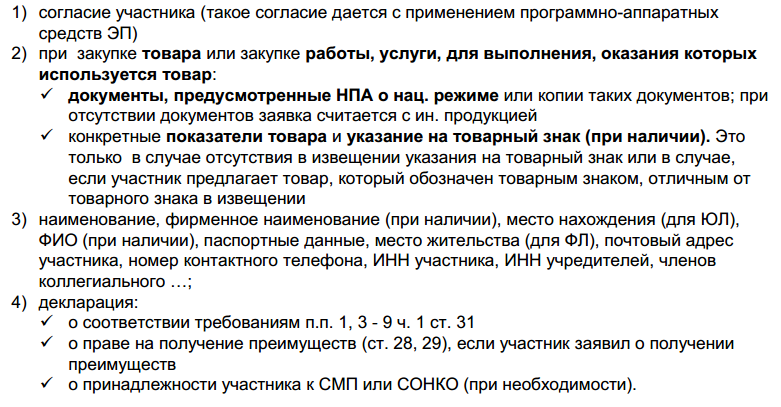 1) согласие участника (такое согласие дается с применением программно-аппаратных
средств ЭП)
2) при закупке товара или закупке работы, услуги, для выполнения, оказания которых
используется товар:
✓ документы, предусмотренные НПА о нац. режиме или копии таких документов; при
отсутствии документов заявка считается с ин. продукцией
✓ конкретные показатели товара и указание на товарный знак (при наличии). Это
только в случае отсутствия в извещении указания на товарный знак или в случае,
если участник предлагает товар, который обозначен товарным знаком, отличным от
товарного знака в извещении
3) наименование, фирменное наименование (при наличии), место нахождения (для ЮЛ),
ФИО (при наличии), паспортные данные, место жительства (для ФЛ), почтовый адрес
участника, номер контактного телефона, ИНН участника, ИНН учредителей, членов
коллегиального …;
4) декларация:
✓ о соответствии требованиям п.п. 1, 3 - 9 ч. 1 ст. 31
✓ о праве на получение преимуществ (ст. 28, 29), если участник заявил о получении
преимуществ
✓ о принадлежности участника к СМП или СОНКО (при необходимости).